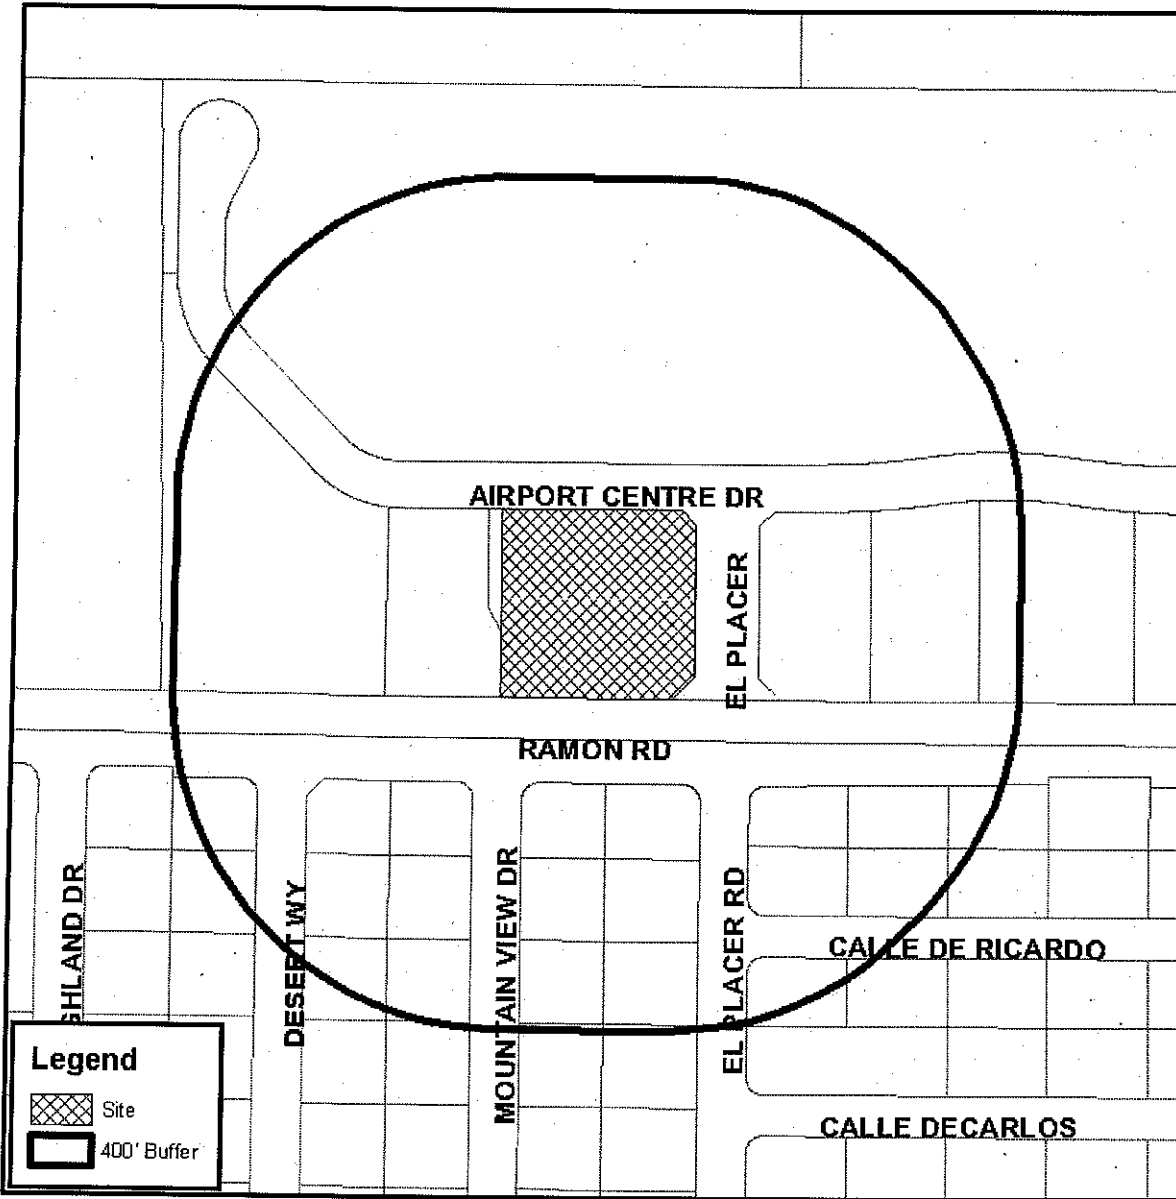 AIRPORT CENTRE DR
EL PLACER
RAMON RD
GHLAND DR
DESERT WY
MOUNTAIN VIEW DR
EL PLACER RD
CALLE DE RICARDO
CALLE DECARLOS
Legend
Site
400' Buffer